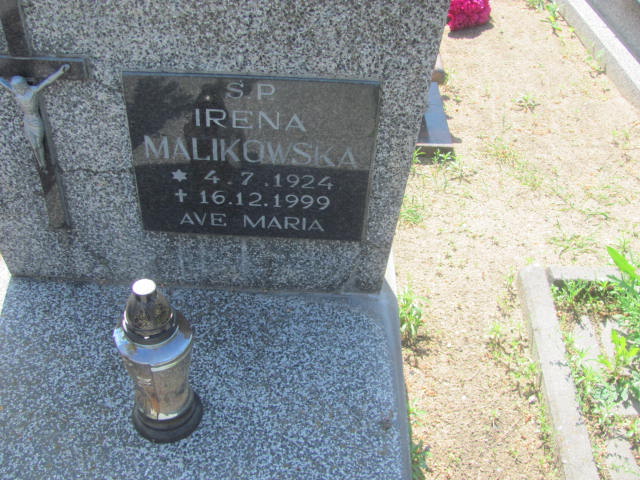 Ś.P.
IRENA
MALIKOWSKA
* 4.7.1924
✝ 16.12.1999
AVE MARIA